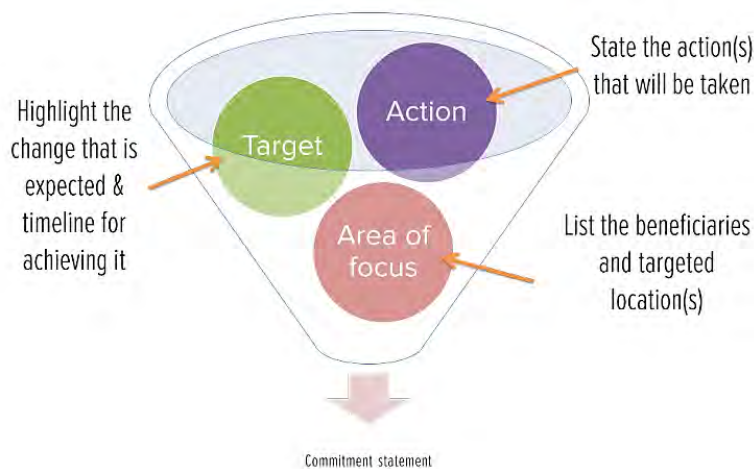 State the action(s)
that will be taken
Action
Highlight the
change that is
expected &
timeline for
achieving it
Target
Area of
focus
List the beneficiaries
and targeted
location(s)
Commitment statement